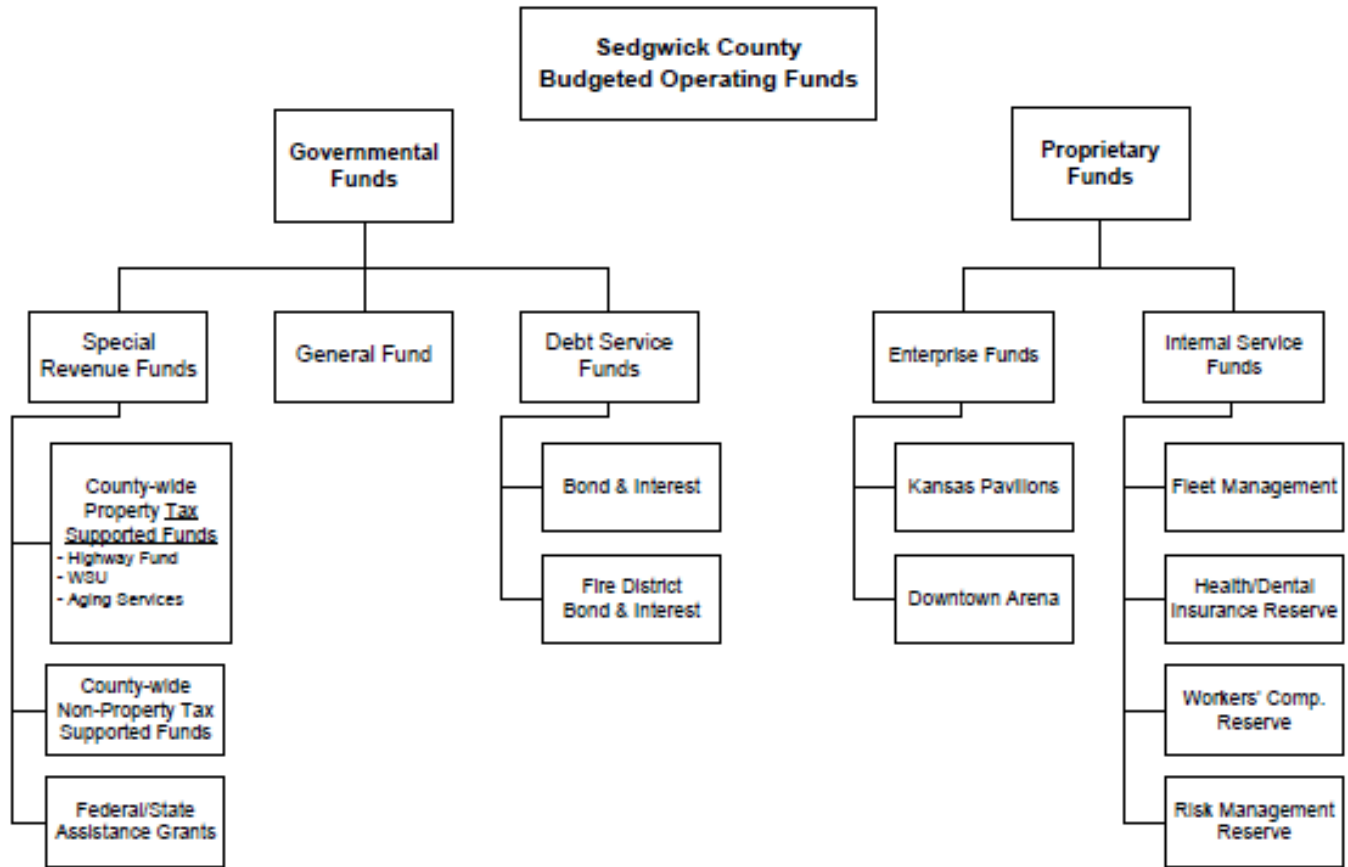 Sedgwick County
Budgeted Operating Funds
Governmental
Funds
Proprietary
Funds
Special
Revenue Funds
General Fund
Debt Service
Funds
Enterprise Funds
Internal Service
Funds
County-wide
Property Tax
Supported Funds
- Highway Fund
- WSU
- Aging Services
County-wide
Non-Property Tax
Supported Funds
Federal/State
Assistance Grants
Bond & Interest
Fire District
Bond & Interest
Kansas Pavilions
Downtown Arena
Fleet Management
Health/Dental
Insurance Reserve
Workers' Comp.
Reserve
Risk Management
Reserve